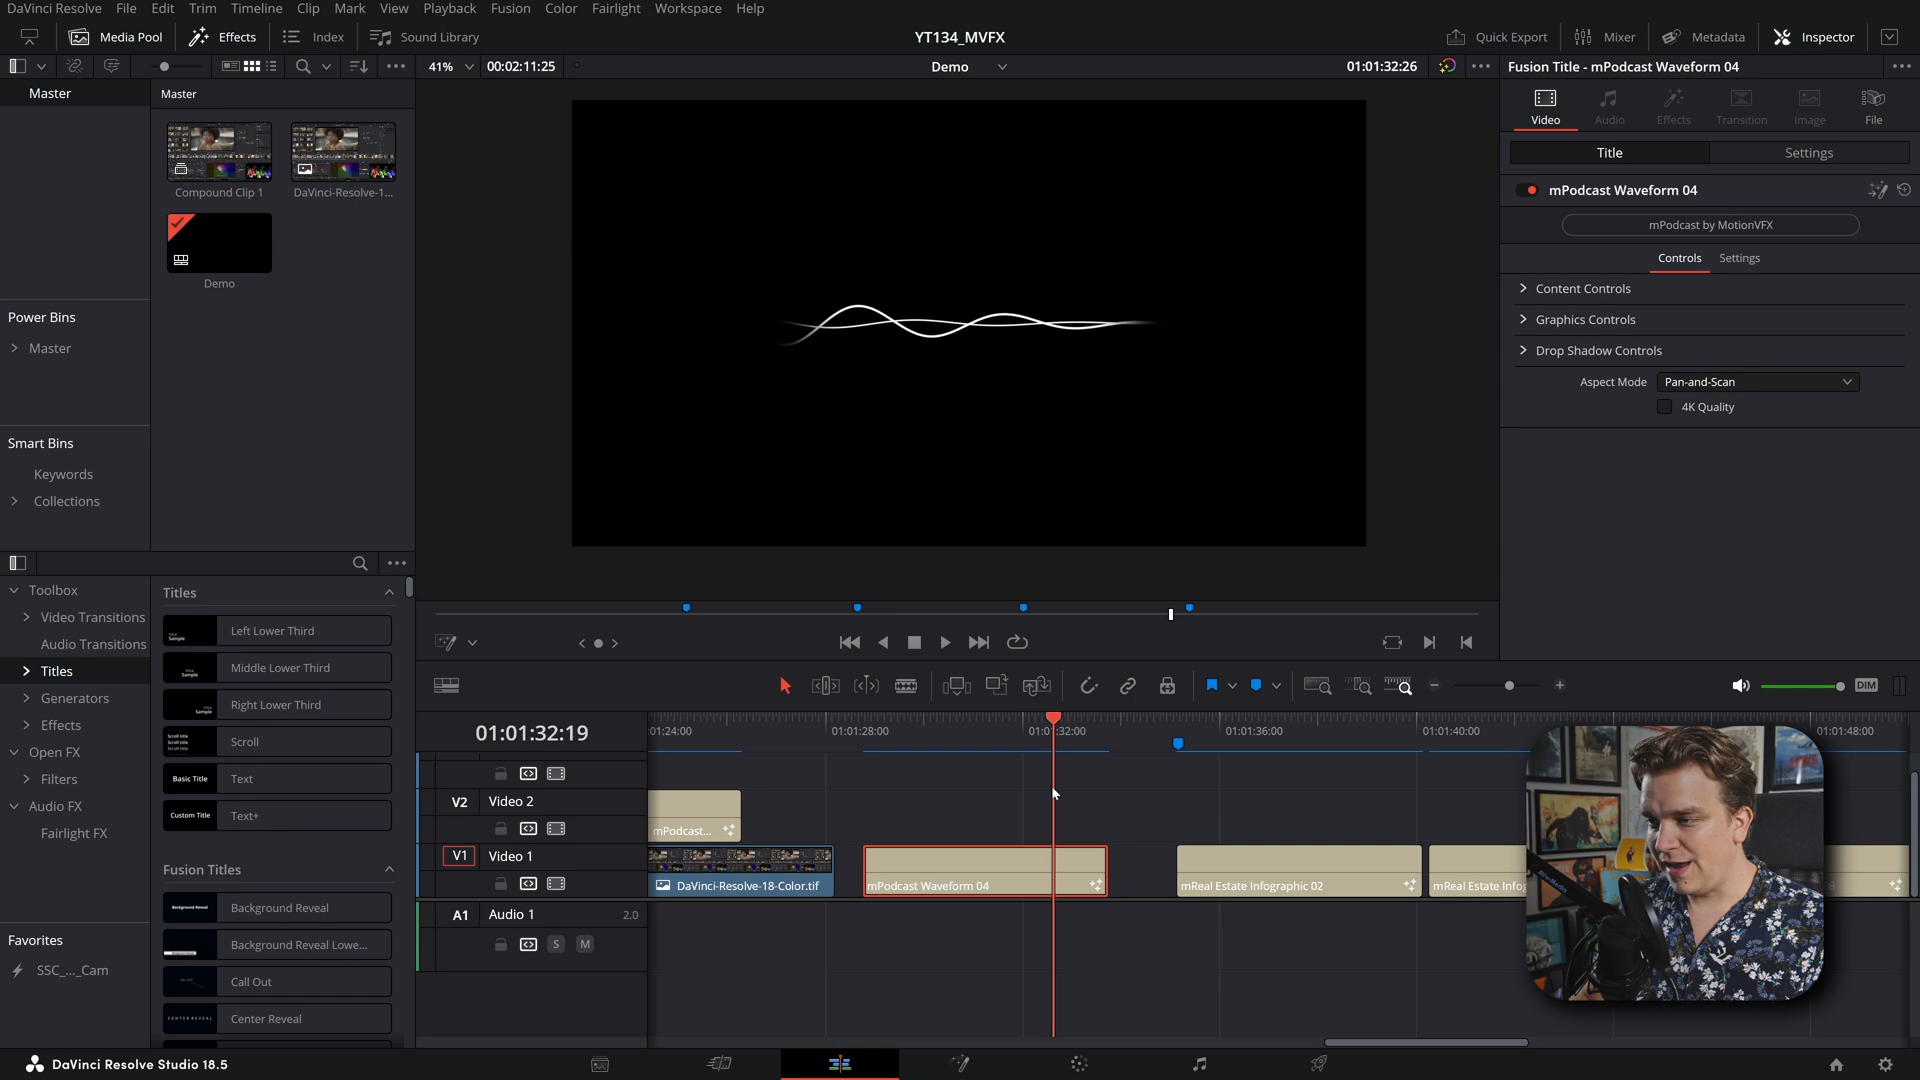 DaVinci Resolve File Edit Trim Timeline Clip Mark View Playback Fusion Color Fairlight Workspace Help
Media Pool Effects Index Sound Library YT134_MVFX Quick Export Mixer Metadata Inspector
41% 00:02:11:25 Demo 01:01:32:26 Fusion Title - mPodcast Waveform 04
Master Master
Video Audio Effects Transition Image File
Title Settings
Compound Clip 1 DaVinci-Resolve-1...
mPodcast Waveform 04
mPodcast by MotionVFX
Controls Settings
Demo
Content Controls
Power Bins
Graphics Controls
Master
Drop Shadow Controls
Aspect Mode Pan-and-Scan
4K Quality
Smart Bins
Keywords
Collections
Toolbox
Titles
Video Transitions
Left Lower Third
Audio Transitions
Middle Lower Third
Titles
Generators
Right Lower Third
Effects
Scroll
Open FX
Filters
Basic Title Text
Audio FX
Custom Title Text+
Fairlight FX
Fusion Titles
Background Reveal Background Reveal
Favorites
Background Reveal Lowe...
SSC_..._Cam
Call Out
CENTER REVEAL Center Reveal
DIM
01:01:32:19 :01:24:00 01:01:28:00 01:01:32:00 01:01:36:00 01:01:40:00 01:01:48:00
V2 Video 2
mPodcast...
V1 Video 1
DaVinci-Resolve-18-Color.tif mPodcast Waveform 04 mReal Estate Infographic 02 mReal Estate Infog
A1 Audio 1 2.0
S M
DaVinci Resolve Studio 18.5